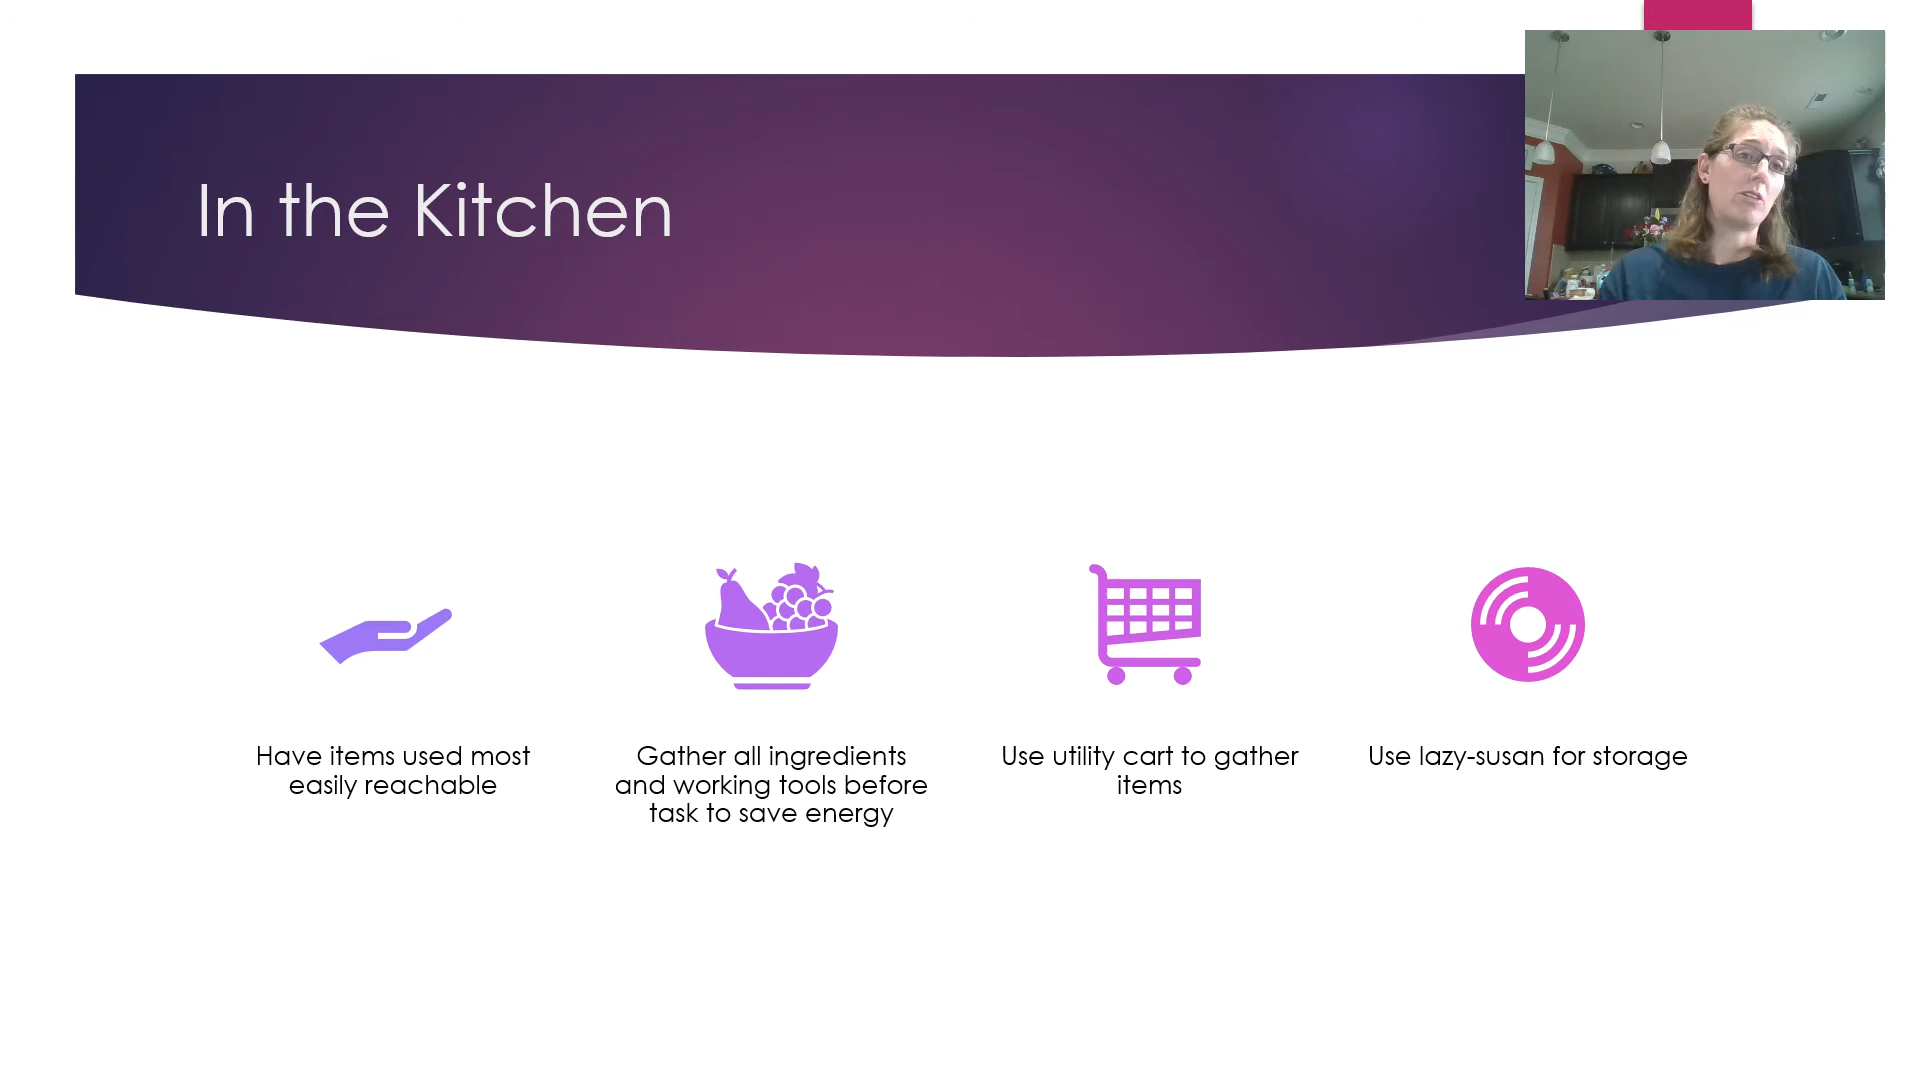 In the Kitchen
Have items used most
easily reachable
Gather all ingredients
and working tools before
task to save energy
Use utility cart to gather
items
Use lazy-susan for storage